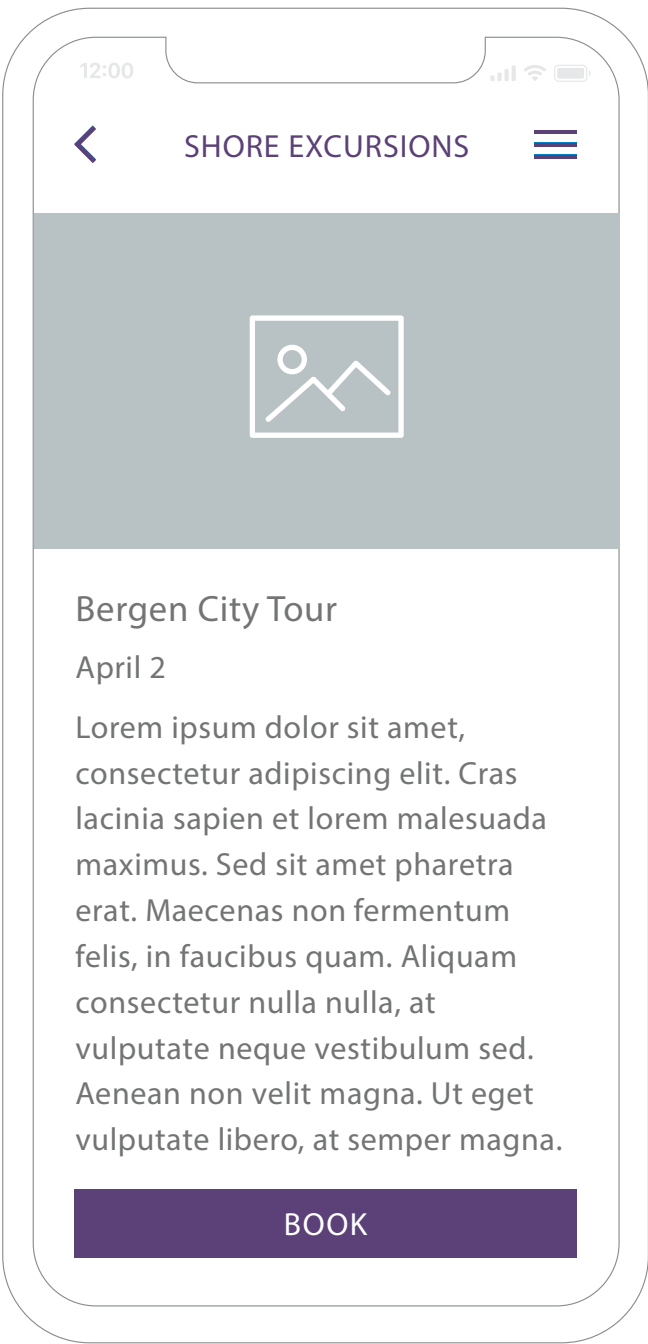 12:00
SHORE EXCURSIONS
Bergen City Tour
April 2
Lorem ipsum dolor sit amet,
consectetur adipiscing elit. Cras
lacinia sapien et lorem malesuada
maximus. Sed sit amet pharetra
erat. Maecenas non fermentum
felis, in faucibus quam. Aliquam
consectetur nulla nulla, at
vulputate neque vestibulum sed.
Aenean non velit magna. Ut eget
vulputate libero, at semper magna.
BOOK